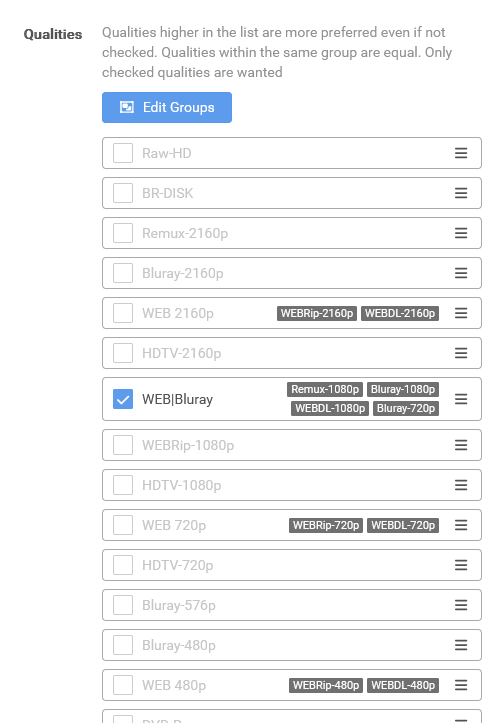 Qualities
Qualities higher in the list are more preferred even if not
checked. Qualities within the same group are equal. Only
checked qualities are wanted
Edit Groups
Raw-HD
BR-DISK
Remux-2160p
Bluray-2160p
WEB 2160p WEBRip-2160p WEBDL-2160p
HDTV-2160p
Remux-1080p Bluray-1080p
WEB|Bluray
WEBDL-1080p Bluray-720p
WEBRip-1080p
HDTV-1080p
WEB 720p WEBRip-720p WEBDL-720p
HDTV-720p
Bluray-576p
Bluray-480p
WEB 480p WEBRip-480p WEBDL-480p